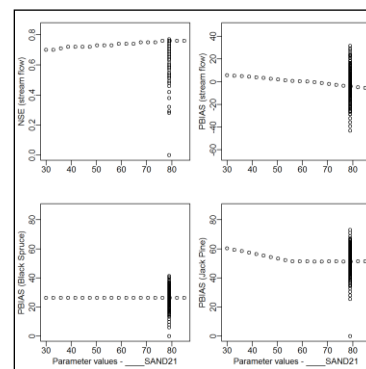 NSE (stream flow)
0.0 0.2 0.4 0.6 0.8
30 40 50 60 70 80
PBIAS (stream flow)
-60 -40 -20 0 20 40
30 40 50 60 70 80
PBIAS (Black Spruce)
0 20 40 60 80
30 40 50 60 70 80
Parameter values - ____SAND21
PBIAS (Jack Pine)
0 20 40 60 80
30 40 50 60 70 80
Parameter values - ____SAND21